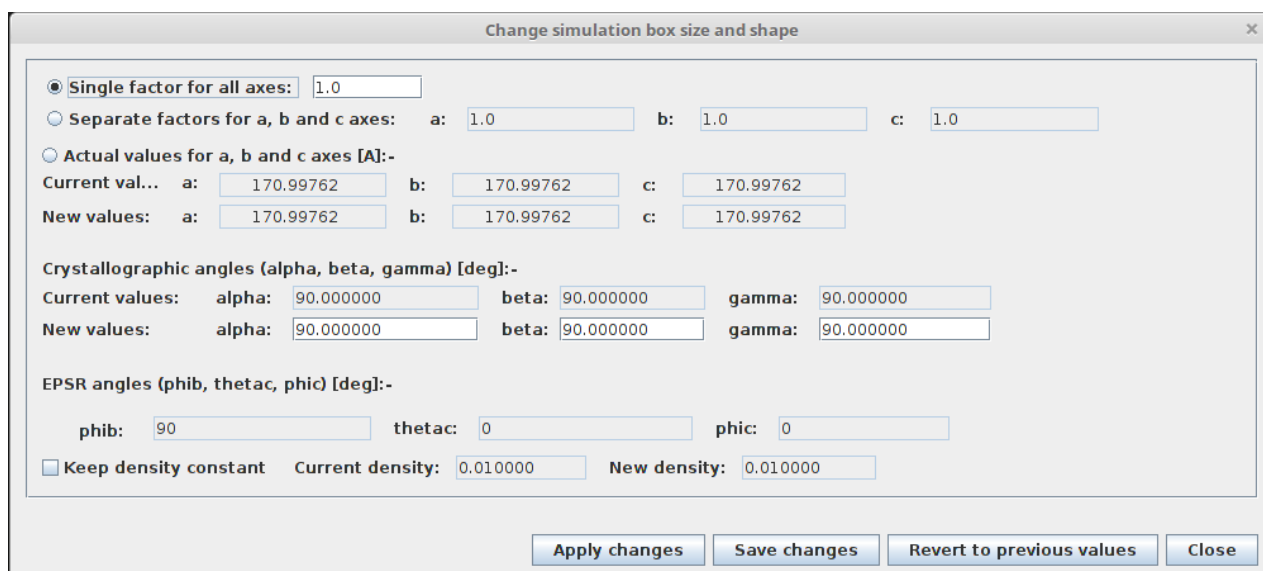 Change simulation box size and shape
Single factor for all axes: 1.0
Separate factors for a, b and c axes: a: 1.0 b: 1.0 c: 1.0
Actual values for a, b and c axes [A]:-
Current val... a: 170.99762 b: 170.99762 c: 170.99762
New values: a: 170.99762 b: 170.99762 c: 170.99762
Crystallographic angles (alpha, beta, gamma) [deg]:-
Current values: alpha: 90.000000 beta: 90.000000 gamma: 90.000000
New values: alpha: 90.000000 beta: 90.000000 gamma: 90.000000
EPSR angles (phib, thetac, phic) [deg]:-
phib: 90 thetac: 0 phic: 0
Keep density constant Current density: 0.010000 New density: 0.010000
Apply changes Save changes Revert to previous values Close